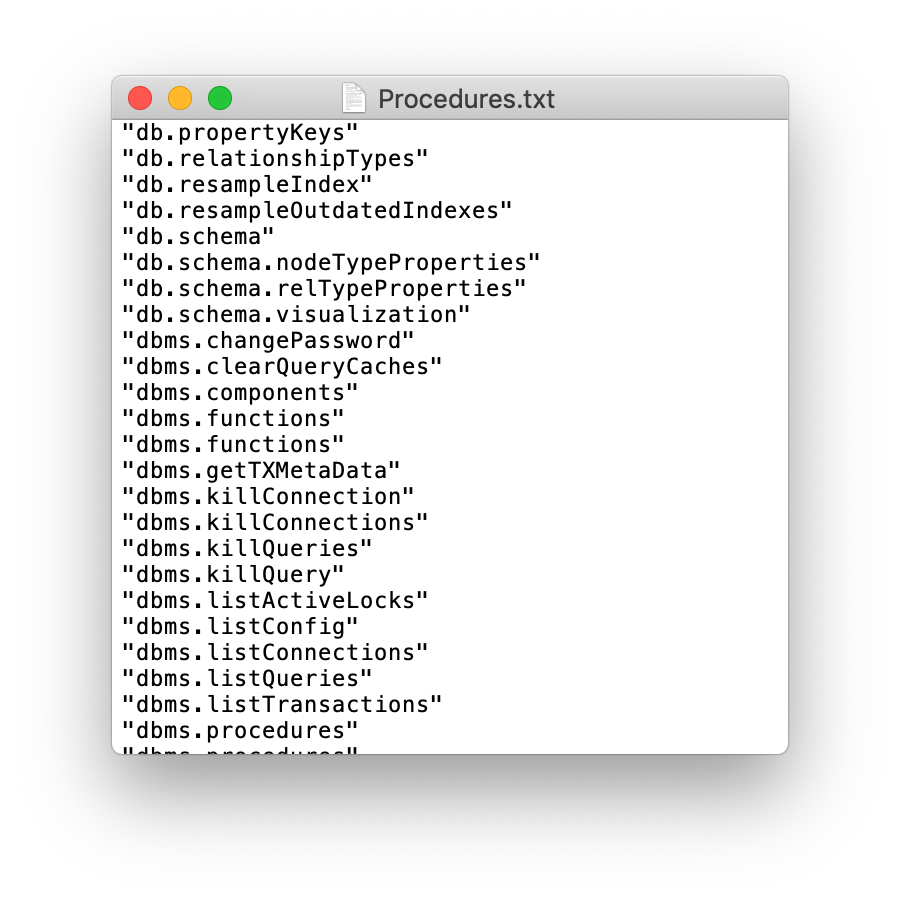 Procedures.txt
"db.propertyKeys"
"db.relationshipTypes"
"db.resampleIndex"
"db.resampleOutdatedIndexes"
"db.schema"
"db.schema.nodeTypeProperties"
"db.schema.relTypeProperties"
"db.schema.visualization"
"dbms.changePassword"
"dbms.clearQueryCaches"
"dbms.components"
"dbms.functions"
"dbms.functions"
"dbms.getTXMetaData"
"dbms.killConnection"
"dbms.killConnections"
"dbms.killQueries"
"dbms.killQuery"
"dbms.listActiveLocks"
"dbms.listConfig"
"dbms.listConnections"
"dbms.listQueries"
"dbms.listTransactions"
"dbms.procedures"
"dbms.procedures"